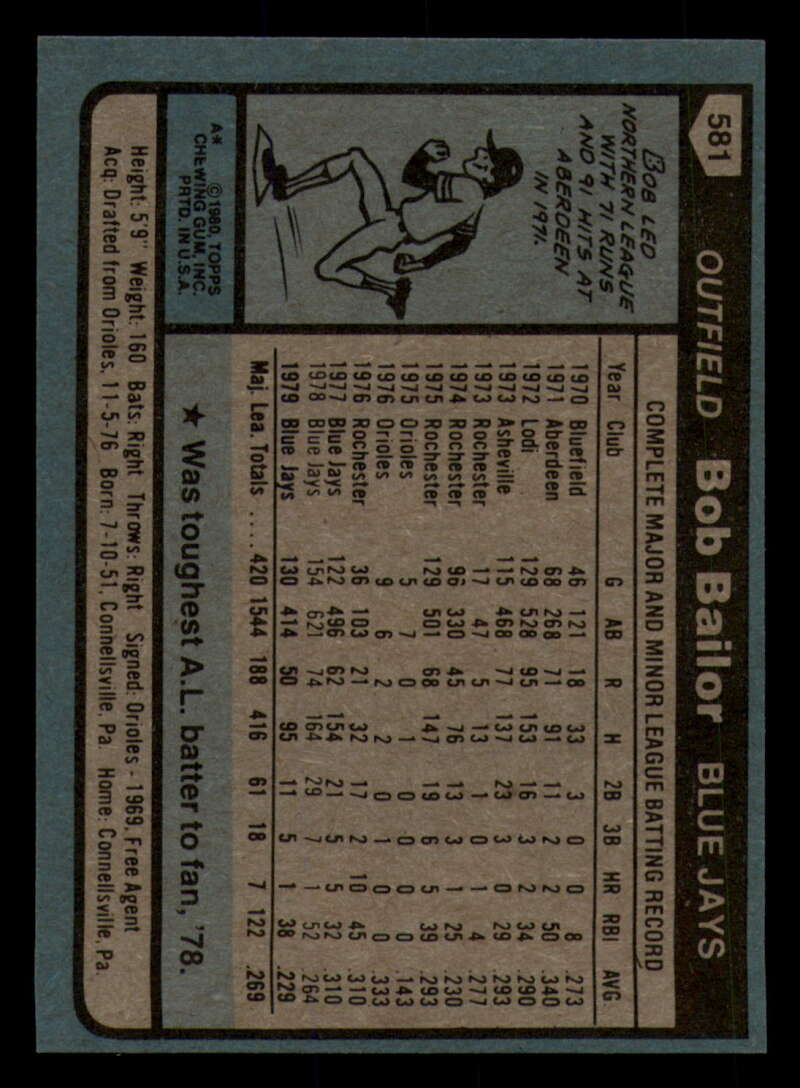 581
OUTFIELD Bob Bailor BLUE JAYS
BOB LED
NORTHERN LEAGUE
WITH 71 RUNS
AND 91 HITS AT
ABERDEEN
IN 1971.
A* ©1980 TOPPS
CHEWING GUM, INC.
PRTD. IN U.S.A.
COMPLETE MAJOR AND MINOR LEAGUE BATTING RECORD
Year Club G AB R H 2B 3B HR RBI AVG.
1970 Bluefield 46 121 18 33 3 0 0 8 .273
1971 Aberdeen 68 268 71 91 11 2 2 50 .340
1972 Lodi 129 528 95 153 16 3 2 34 .290
1973 Asheville 115 468 77 137 23 3 0 29 .293
1973 Rochester 17 47 5 13 1 0 1 4 .277
1974 Rochester 96 330 45 76 13 3 1 25 .230
1975 Rochester 129 501 68 147 19 6 5 39 .293
1975 Orioles 5 7 0 1 0 0 0 0 .143
1976 Orioles 9 6 2 2 0 1 0 0 .333
1976 Rochester 36 103 21 32 17 2 10 45 .310
1977 Blue Jays 122 496 62 154 21 5 5 32 .310
1978 Blue Jays 154 621 74 164 29 7 1 52 .264
1979 Blue Jays 130 414 50 95 11 5 1 38 .229
Maj. Lea. Totals .... 420 1544 188 416 61 18 7 122 .269
★ Was toughest A.L. batter to fan, '78.
Height: 5'9" Weight: 160 Bats: Right Throws: Right Signed: Orioles - 1969, Free Agent
Acq: Drafted from Orioles, 11-5-76 Born: 7-10-51, Connellsville, Pa. Home: Connellsville, Pa.